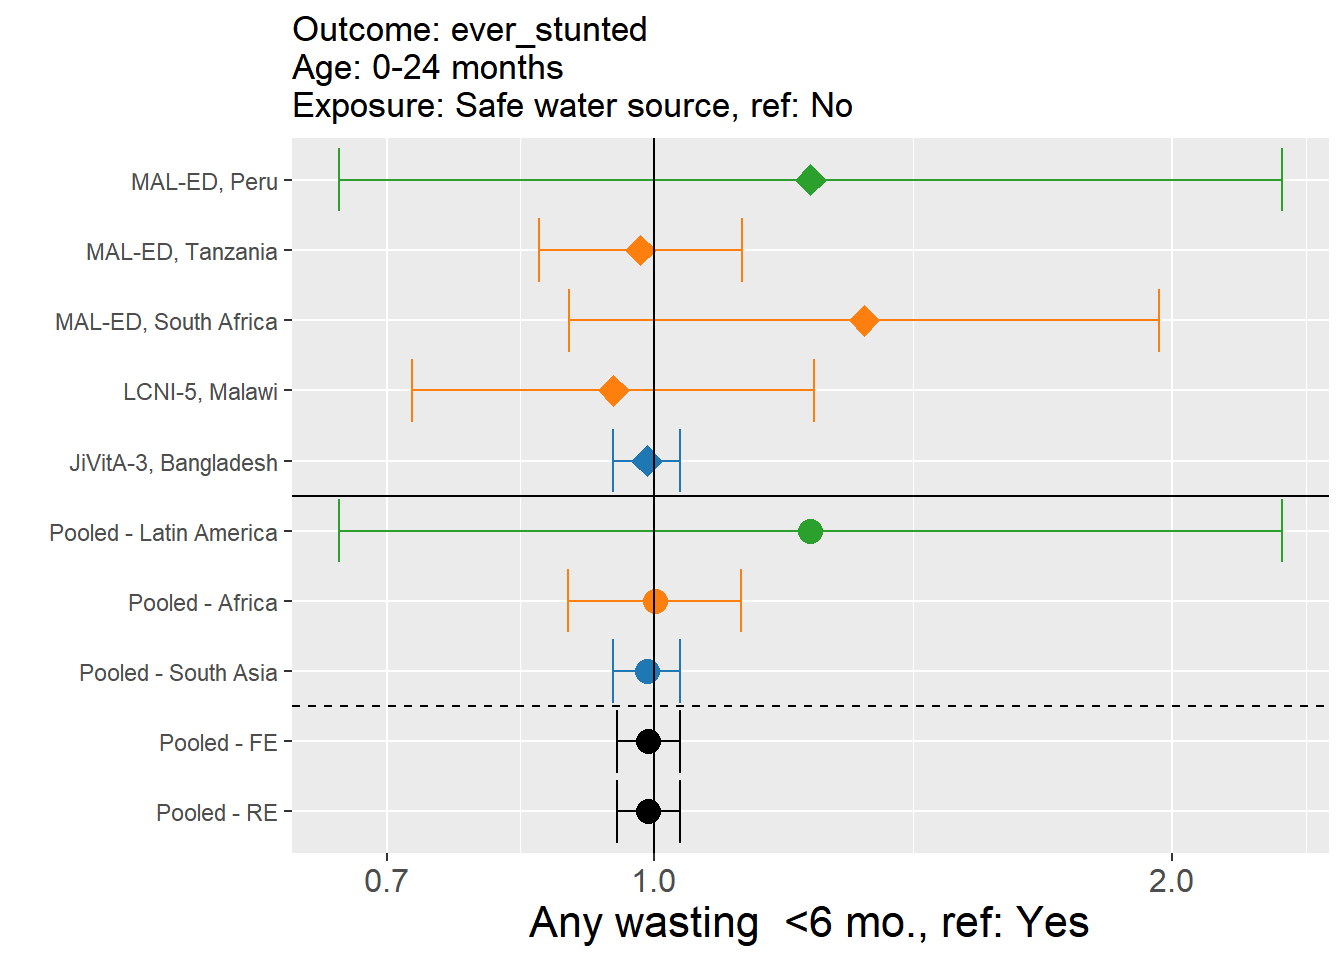 Outcome: ever_stunted
Age: 0-24 months
Exposure: Safe water source, ref: No
MAL-ED, Peru
MAL-ED, Tanzania
MAL-ED, South Africa
LCNI-5, Malawi
JiVitA-3, Bangladesh
Pooled - Latin America
Pooled - Africa
Pooled - South Asia
Pooled - FE
Pooled - RE
0.7 1.0 2.0
Any wasting  <6 mo., ref: Yes